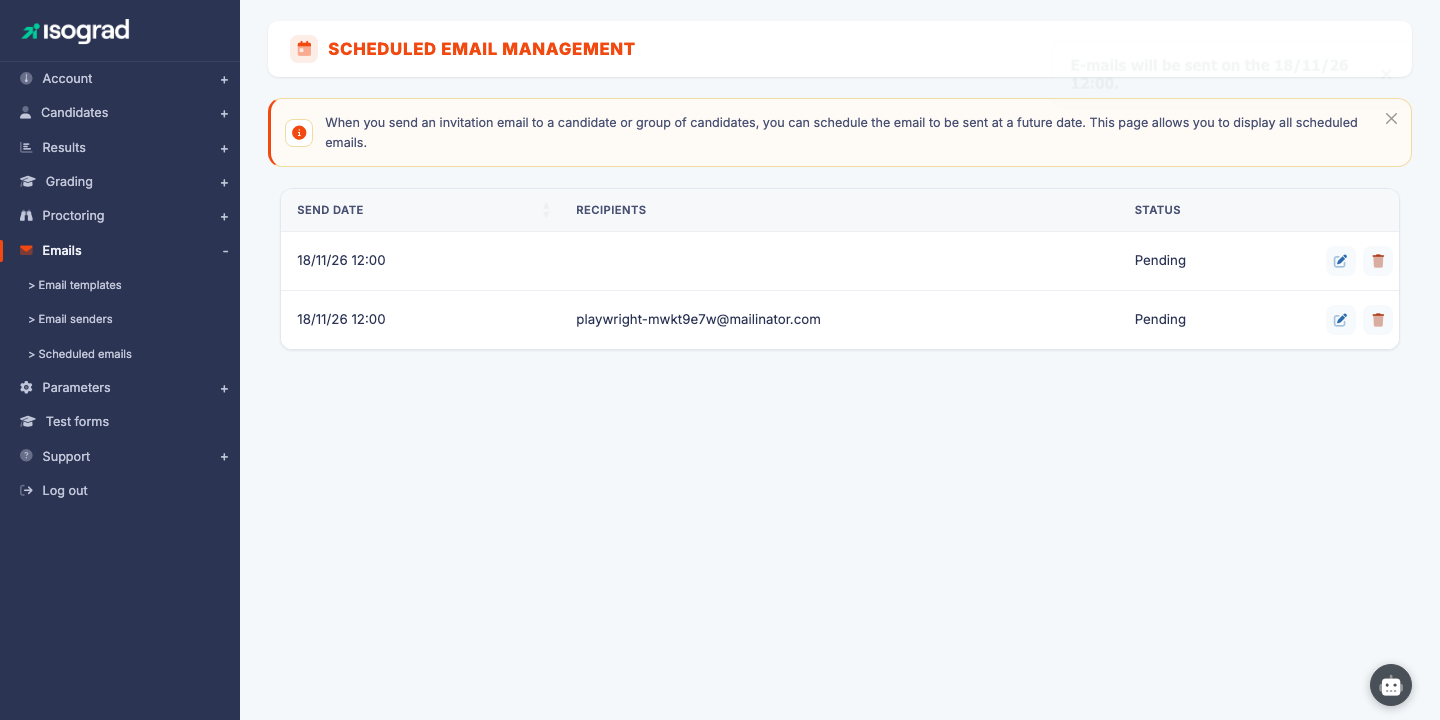 isograd
Account +
Candidates +
Results +
Grading +
Proctoring +
Emails -
> Email templates
> Email senders
> Scheduled emails
Parameters +
Test forms
Support +
Log out
SCHEDULED EMAIL MANAGEMENT
E-mails will be sent on the 18/11/26
12:00.
When you send an invitation email to a candidate or group of candidates, you can schedule the email to be sent at a future date. This page allows you to display all scheduled
emails.
SEND DATE RECIPIENTS STATUS
18/11/26 12:00 Pending
18/11/26 12:00 playwright-mwkt9e7w@mailinator.com Pending